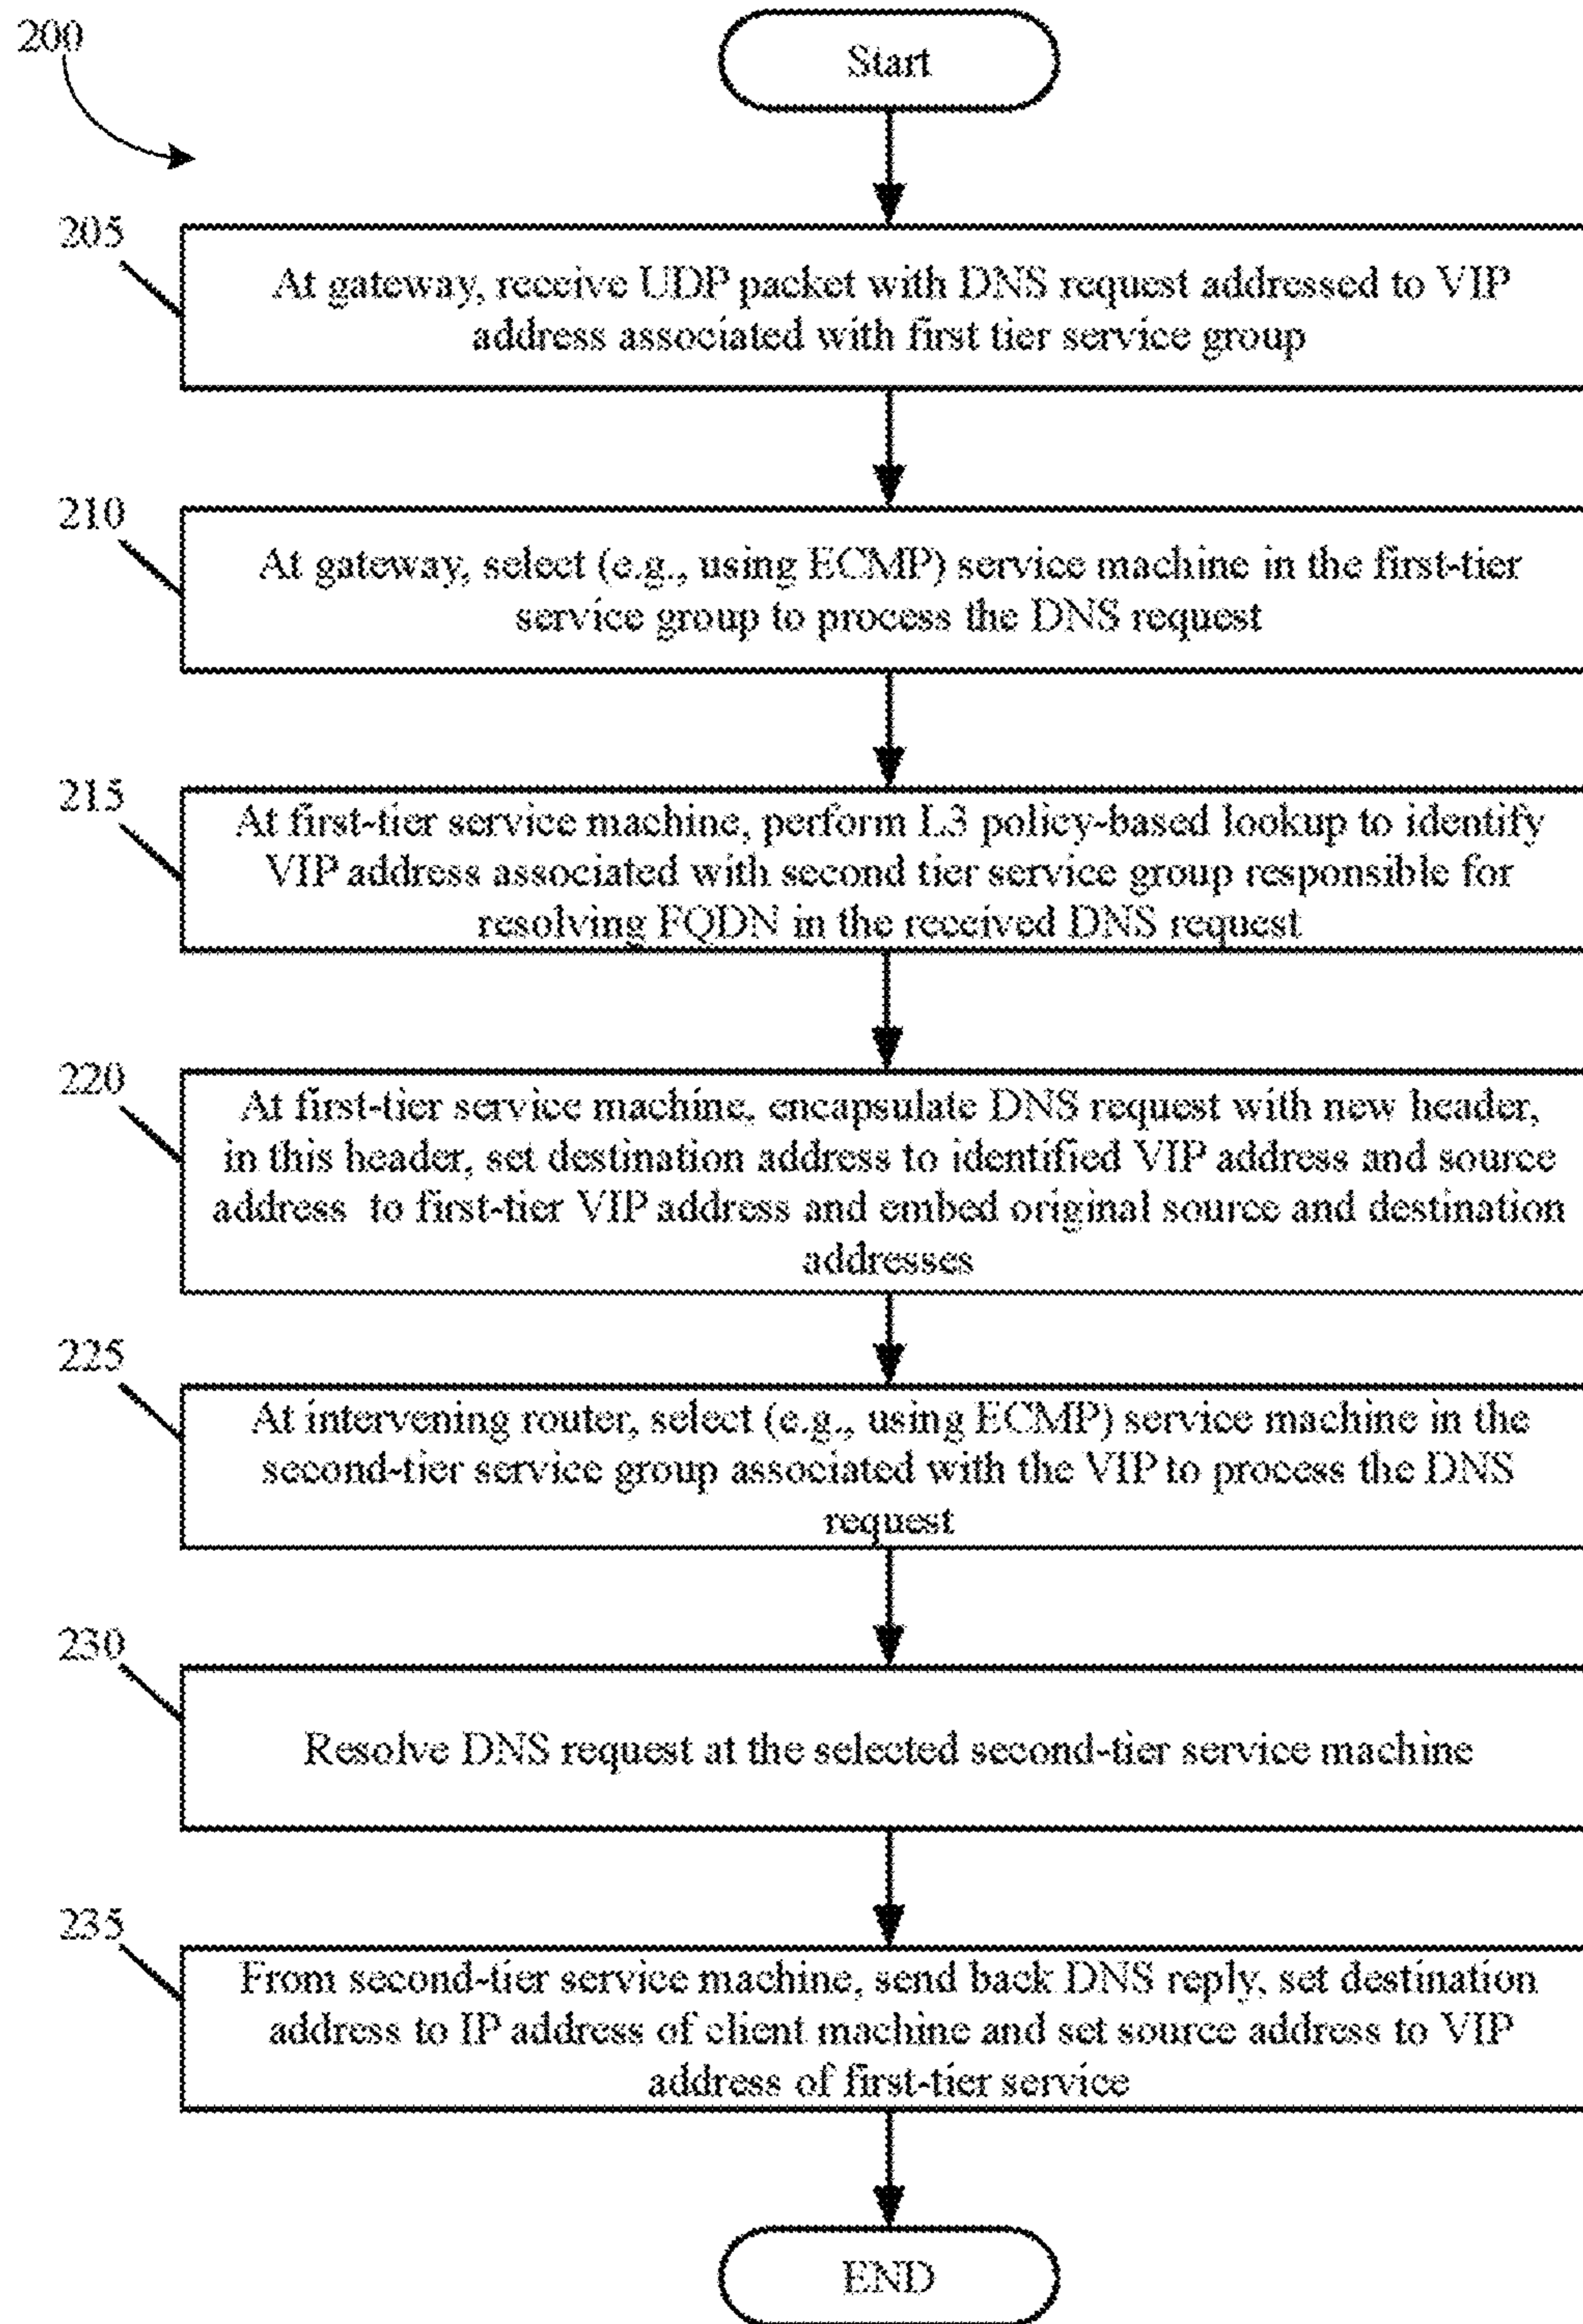 200
Start
205
At gateway, receive UDP packet with DNS request addressed to VIP
address associated with first tier service group
210
At gateway, select (e.g., using ECMP) service machine in the first-tier
service group to process the DNS request
215
At first-tier service machine, perform L3 policy-based lookup to identify
VIP address associated with second tier service group responsible for
resolving FQDN in the received DNS request
220
At first-tier service machine, encapsulate DNS request with new header,
in this header, set destination address to identified VIP address and source
address to first-tier VIP address and embed original source and destination
addresses
225
At intervening router, select (e.g., using ECMP) service machine in the
second-tier service group associated with the VIP to process the DNS
request
230
Resolve DNS request at the selected second-tier service machine
235
From second-tier service machine, send back DNS reply, set destination
address to IP address of client machine and set source address to VIP
address of first-tier service
END